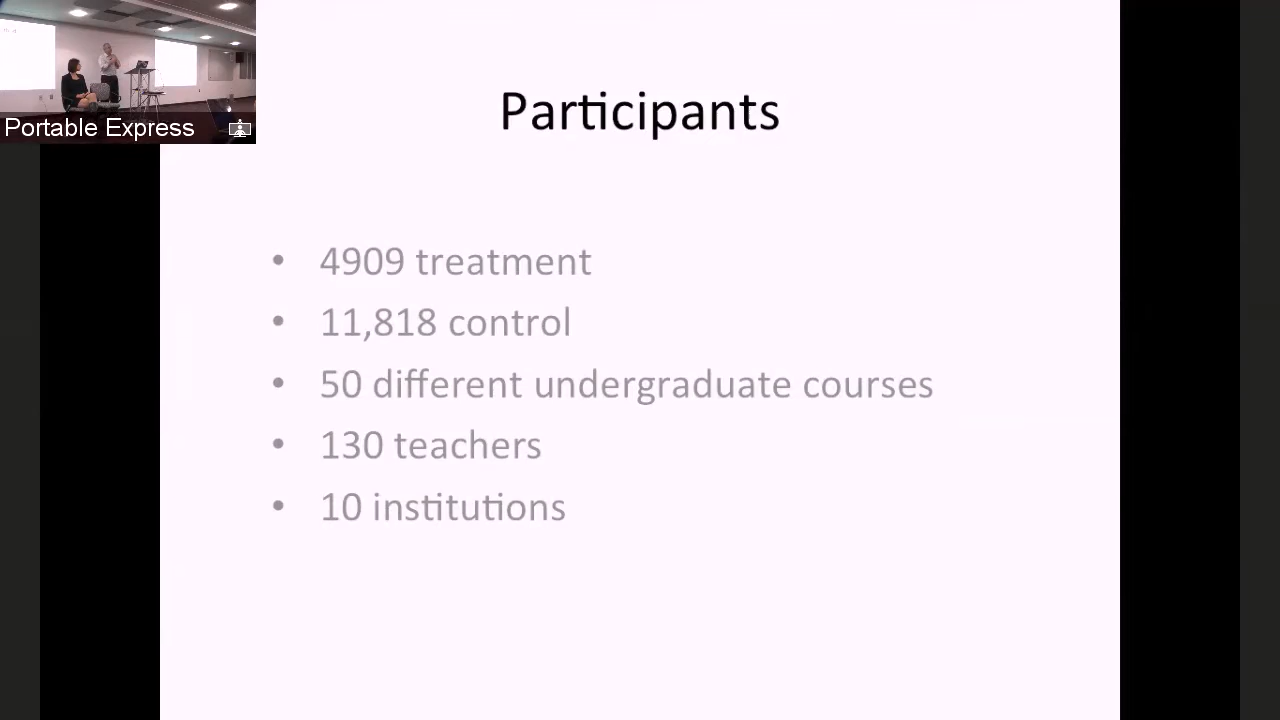 Portable Express
Participants
• 4909 treatment
• 11,818 control
• 50 different undergraduate courses
• 130 teachers
• 10 institutions